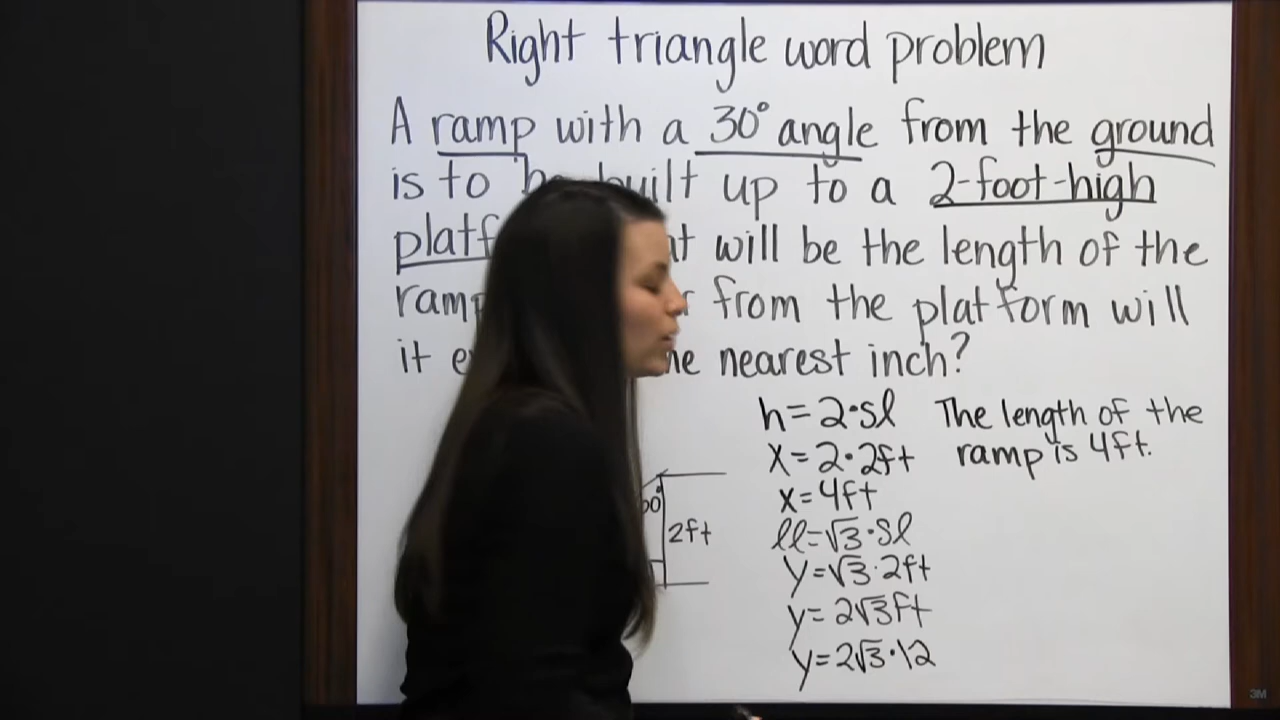 Right triangle word problem
A ramp with a 30° angle from the ground
is to built up to a 2-foot-high
will be the length of the
ramp from the platform will
it nearest inch?
h=2·sl
x=2·2ft
x=4ft
ll=√3·sl
y=√3·2ft
y=2√3ft
y=2√3·12
The length of the
ramp is 4ft.
2ft
3M